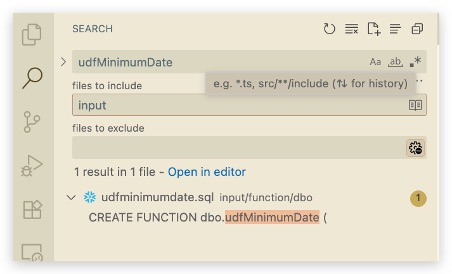 SEARCH
udfMinimumDate
Aa ab
files to include
e.g. *.ts, src/**/include (⇅ for history)
input
files to exclude
1 result in 1 file - Open in editor
udfminimumdate.sql input/function/dbo
1
CREATE FUNCTION dbo.udfMinimumDate (